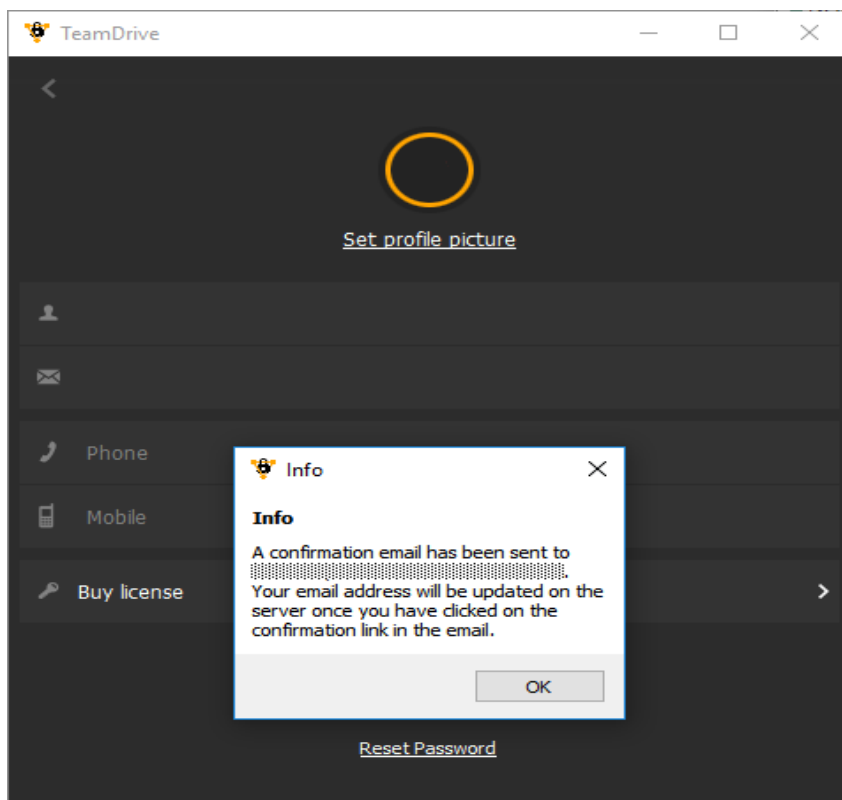 TeamDrive
Set profile picture
Phone
Mobile
Buy license
Info
Info
A confirmation email has been sent to
.
Your email address will be updated on the
server once you have clicked on the
confirmation link in the email.
OK
Reset Password